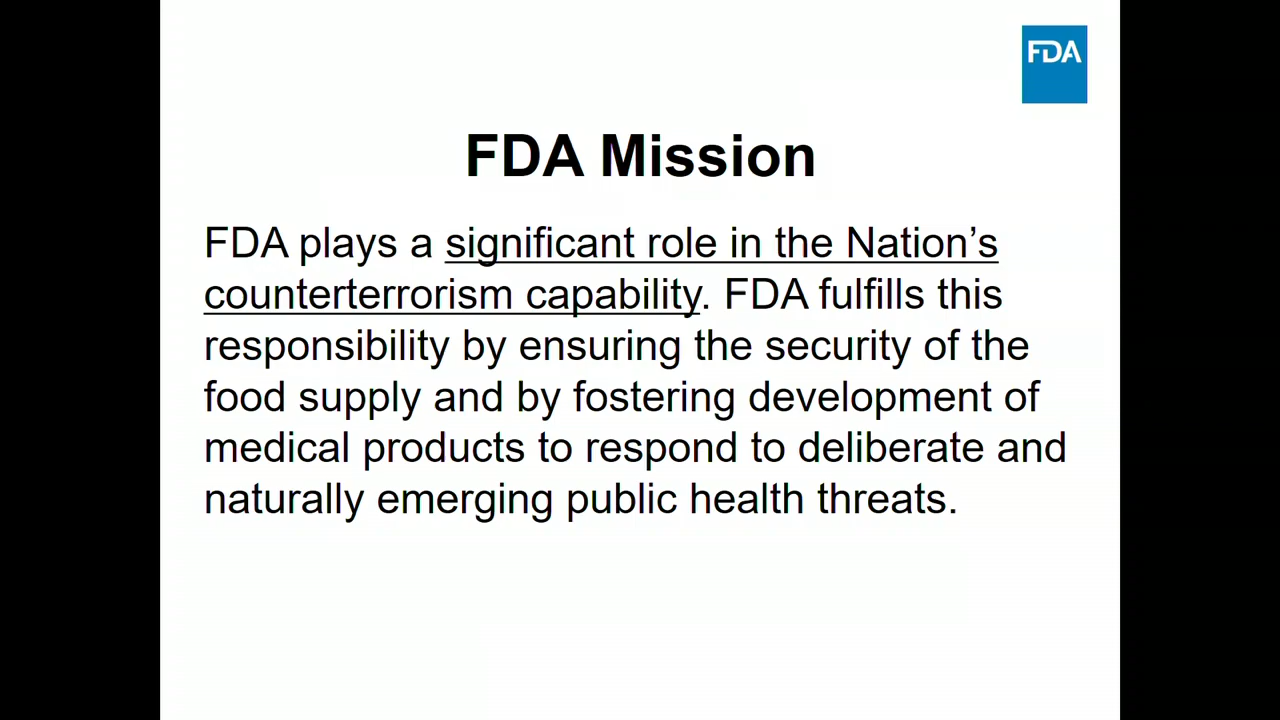 FDA
FDA Mission
FDA plays a significant role in the Nation’s
counterterrorism capability. FDA fulfills this
responsibility by ensuring the security of the
food supply and by fostering development of
medical products to respond to deliberate and
naturally emerging public health threats.